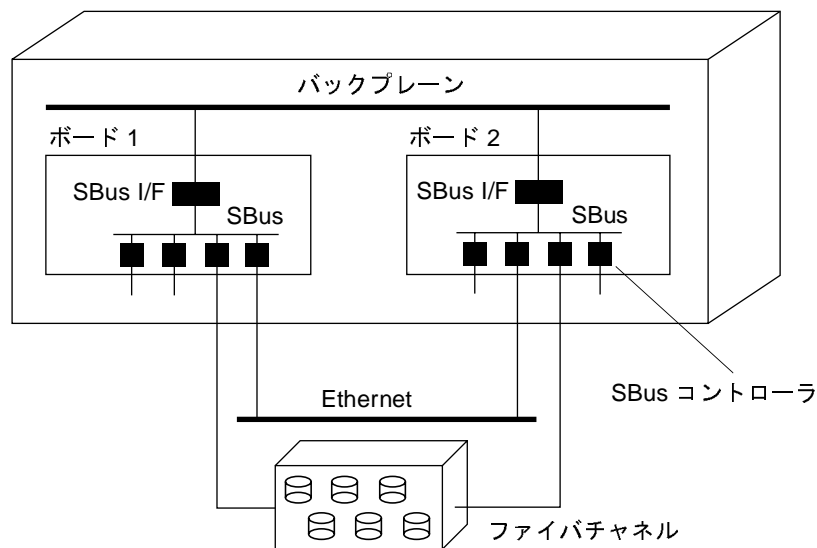 バックプレーン
ボード 1
ボード 2
SBus I/F
SBus I/F
SBus
SBus
SBus コントローラ
Ethernet
ファイバチャネル